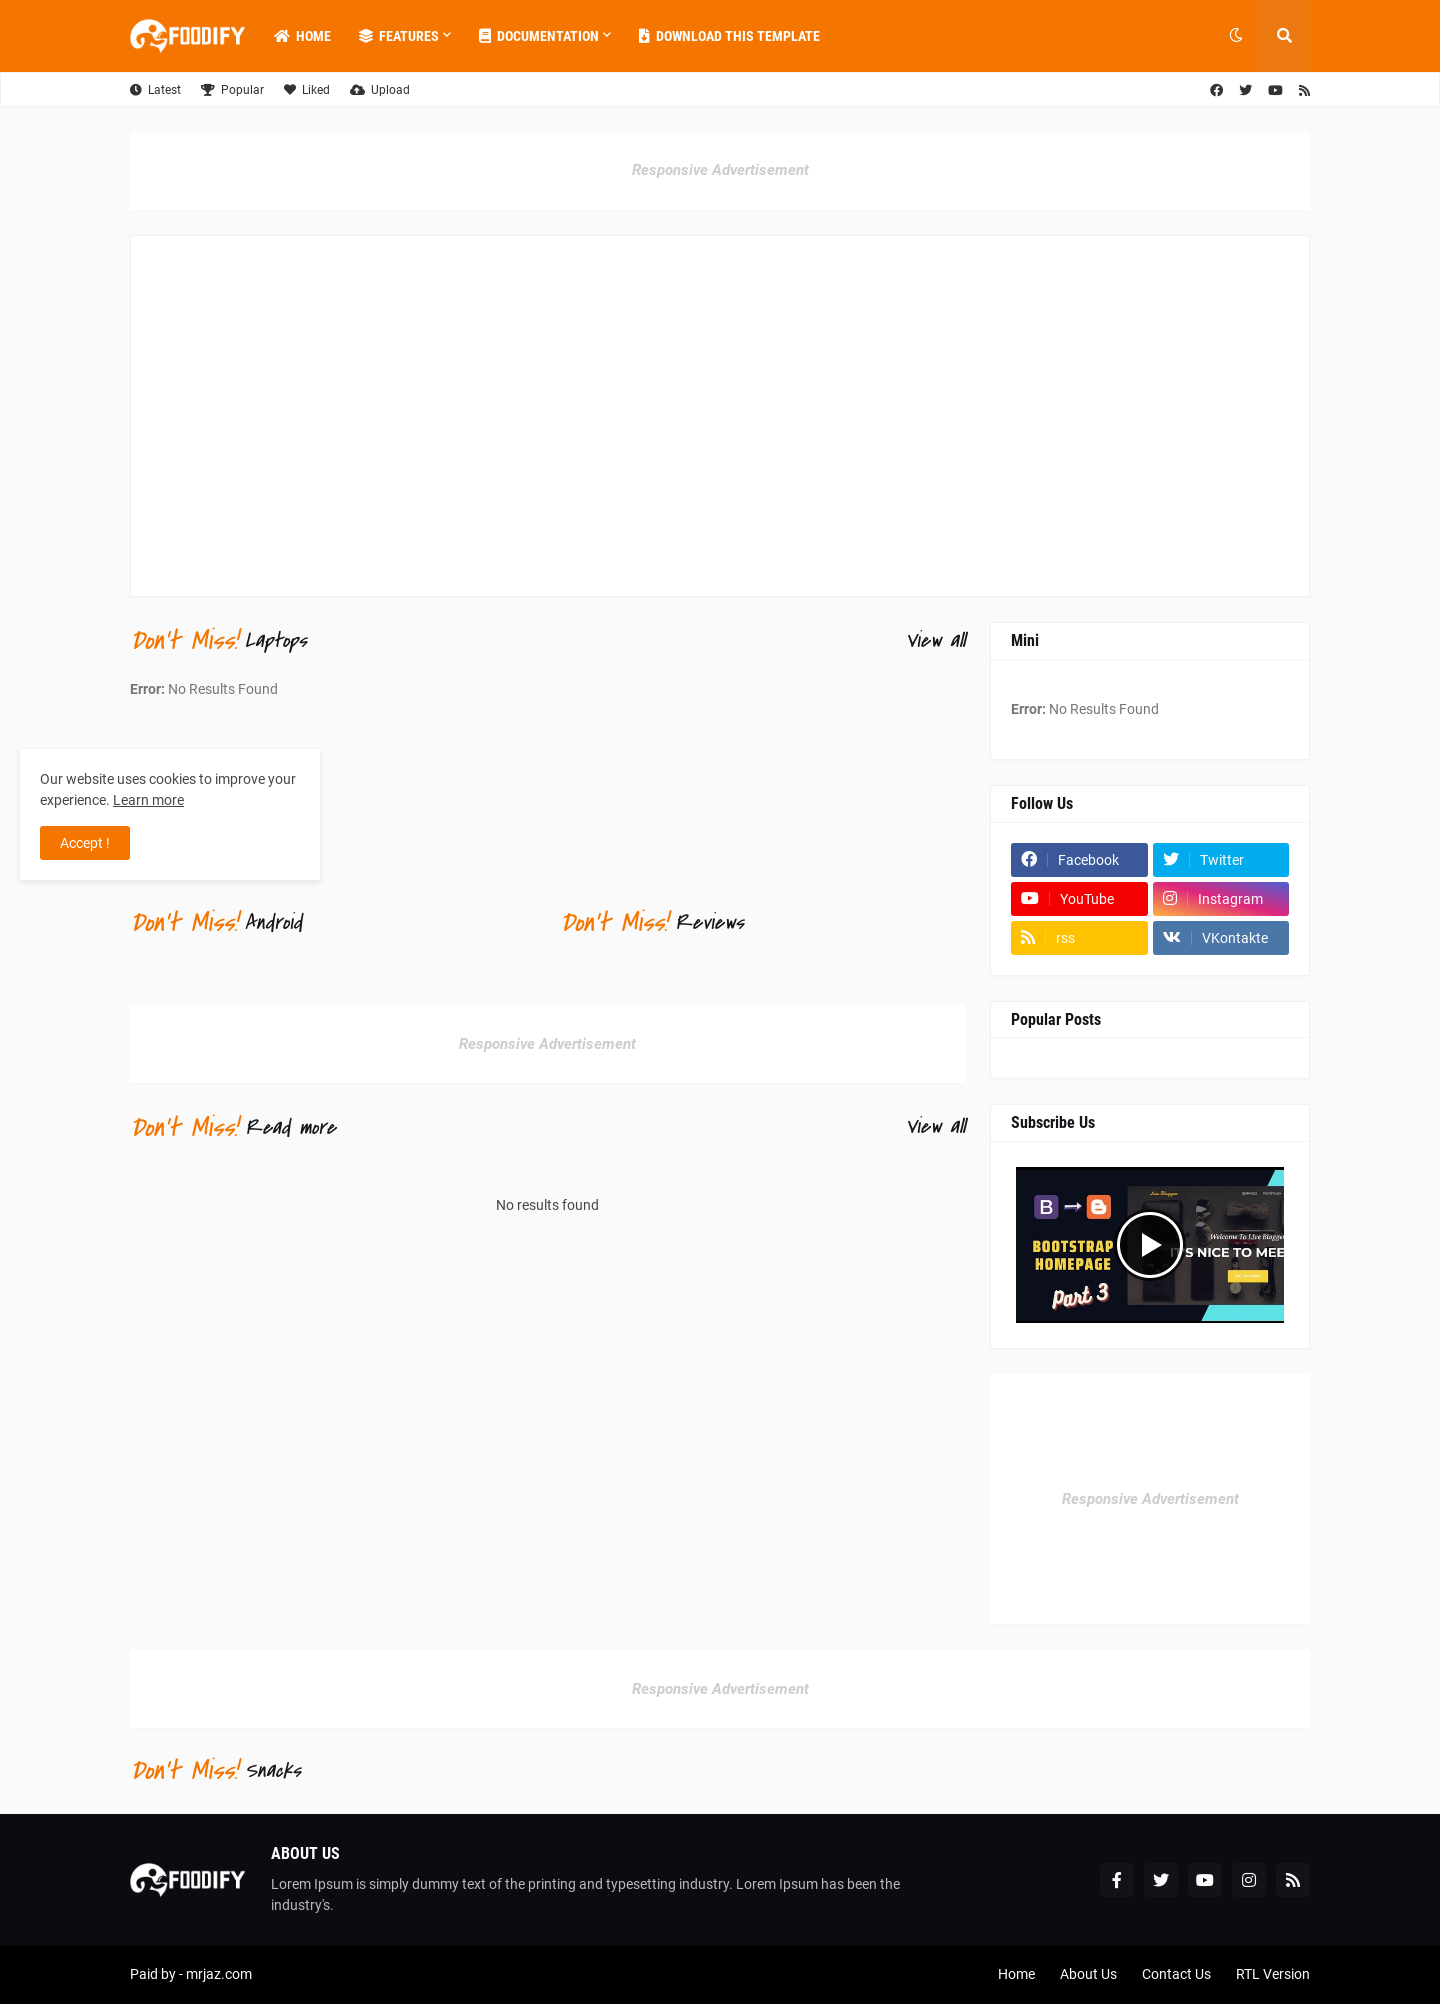 FOODIFY HOME FEATURES DOCUMENTATION DOWNLOAD THIS TEMPLATE
Latest Popular Liked Upload
Responsive Advertisement
Don't Miss! Laptops View all
Error: No Results Found
Mini
Error: No Results Found
Our website uses cookies to improve your
experience. Learn more
Accept !
Follow Us
Facebook Twitter
YouTube Instagram
rss VKontakte
Don't Miss! Android
Don't Miss! Reviews
Responsive Advertisement
Popular Posts
Don't Miss! Read more View all
No results found
Subscribe Us
B
BOOTSTRAP
HOMEPAGE
Part 3
Welcome To Live Blogger
IT'S NICE TO MEE
Responsive Advertisement
Responsive Advertisement
Don't Miss! Snacks
FOODIFY
ABOUT US
Lorem Ipsum is simply dummy text of the printing and typesetting industry. Lorem Ipsum has been the
industry's.
Paid by - mrjaz.com
Home About Us Contact Us RTL Version